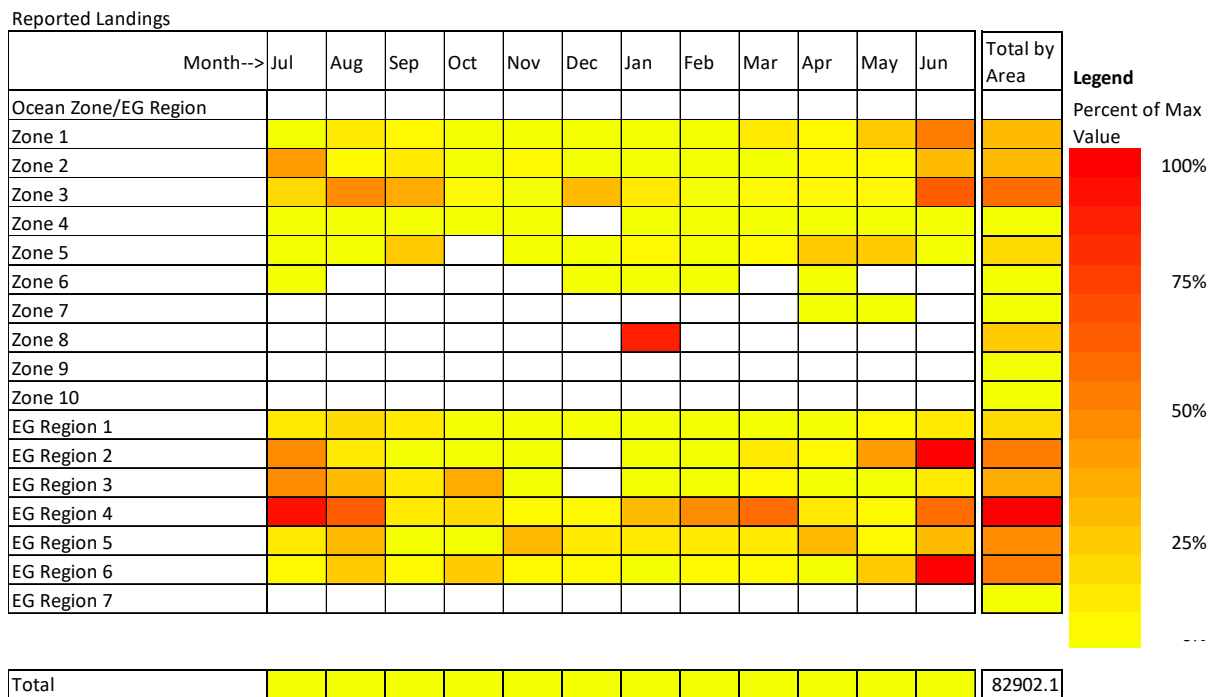 Reported Landings
Month--> Jul Aug Sep Oct Nov Dec Jan Feb Mar Apr May Jun Total by Area
Ocean Zone/EG Region
Zone 1
Zone 2
Zone 3
Zone 4
Zone 5
Zone 6
Zone 7
Zone 8
Zone 9
Zone 10
EG Region 1
EG Region 2
EG Region 3
EG Region 4
EG Region 5
EG Region 6
EG Region 7
Total 82902.1
Legend
Percent of Max
Value
100%
75%
50%
25%